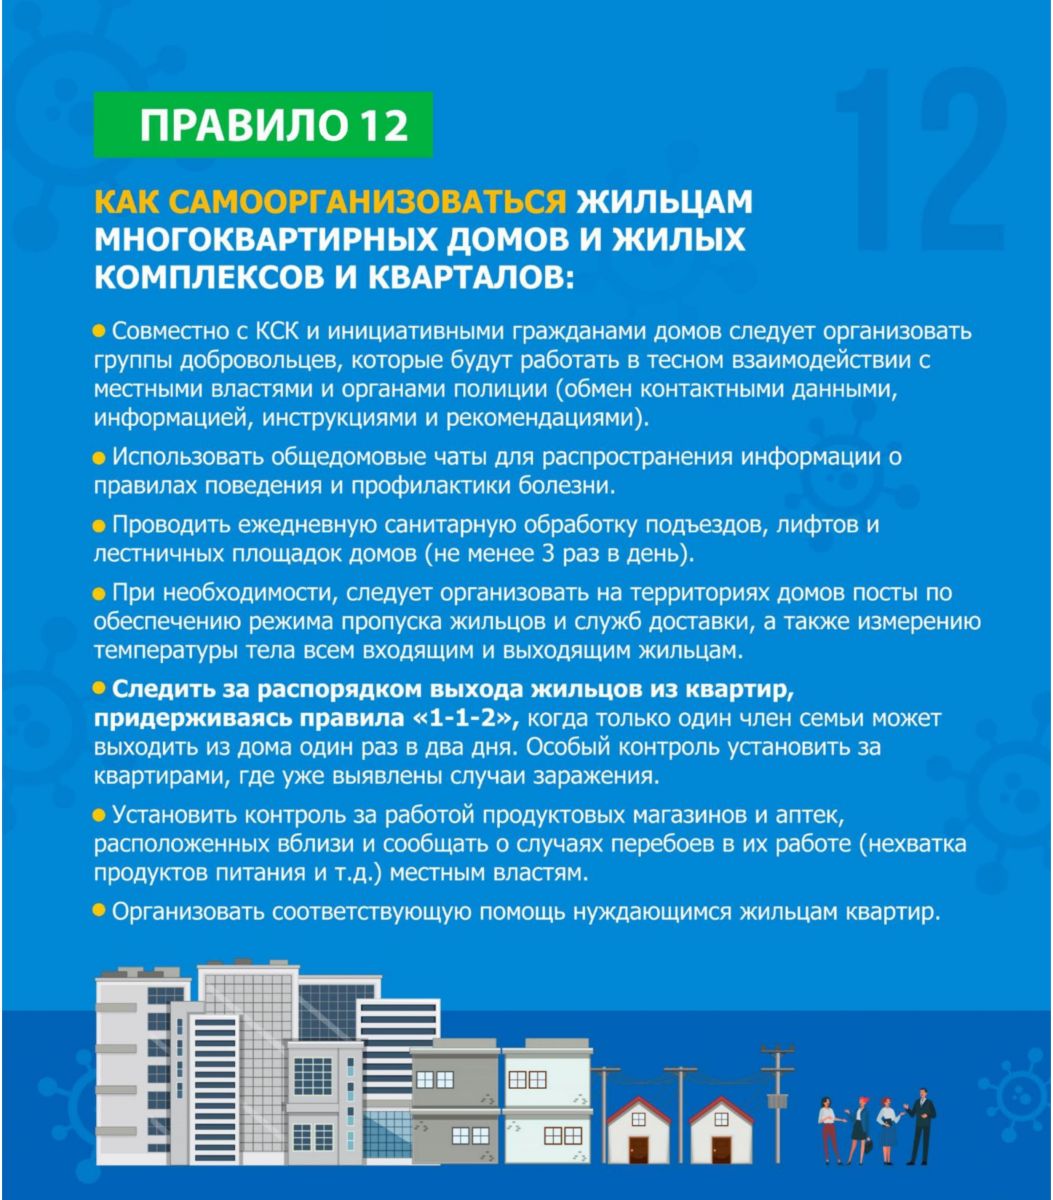 12
ПРАВИЛО 12
КАК САМООРГАНИЗОВАТЬСЯ ЖИЛЬЦАМ
МНОГОКВАРТИРНЫХ ДОМОВ И ЖИЛЫХ
КОМПЛЕКСОВ И КВАРТАЛОВ:
• Совместно с КСК и инициативными гражданами домов следует организовать
группы добровольцев, которые будут работать в тесном взаимодействии с
местными властями и органами полиции (обмен контактными данными,
информацией, инструкциями и рекомендациями).
• Использовать общедомовые чаты для распространения информации о
правилах поведения и профилактики болезни.
• Проводить ежедневную санитарную обработку подъездов, лифтов и
лестничных площадок домов (не менее 3 раз в день).
• При необходимости, следует организовать на территориях домов посты по
обеспечению режима пропуска жильцов и служб доставки, а также измерению
температуры тела всем входящим и выходящим жильцам.
• Следить за распорядком выхода жильцов из квартир,
придерживаясь правила «1-1-2», когда только один член семьи может
выходить из дома один раз в два дня. Особый контроль установить за
квартирами, где уже выявлены случаи заражения.
• Установить контроль за работой продуктовых магазинов и аптек,
расположенных вблизи и сообщать о случаях перебоев в их работе (нехватка
продуктов питания и т.д.) местным властям.
• Организовать соответствующую помощь нуждающимся жильцам квартир.